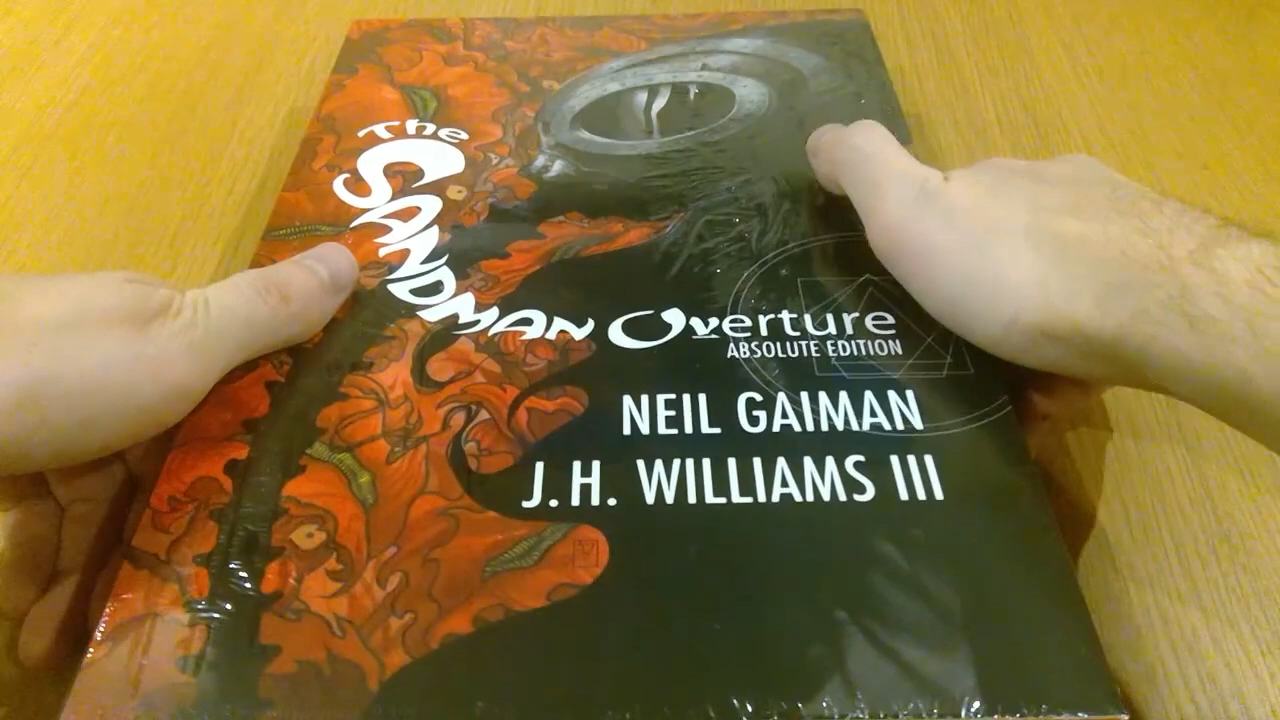 The
SANDMAN Overture
ABSOLUTE EDITION
NEIL GAIMAN
J.H. WILLIAMS III